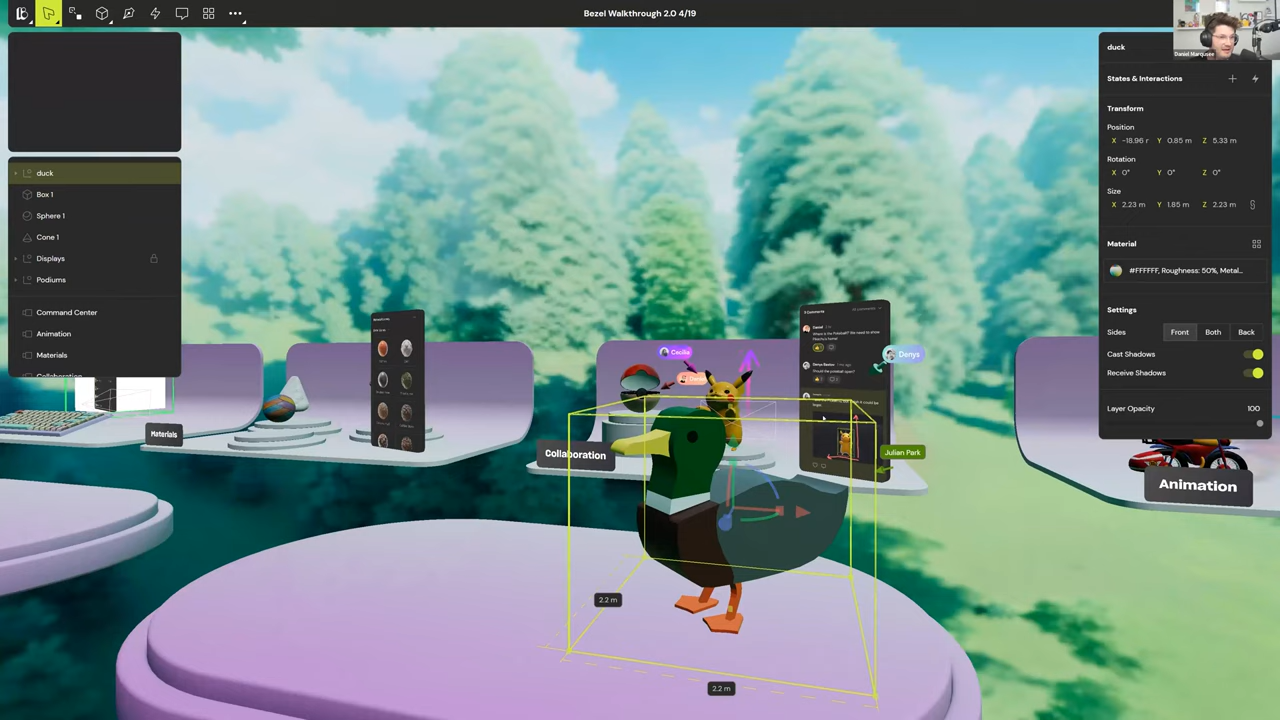 Bezel Walkthrough 2.0 4/19
Daniel Marqusee
duck
Box 1
Sphere 1
Cone 1
Displays
Podiums
Command Center
Animation
Materials
duck
States & Interactions
Transform
Position
X -18.96 r Y 0.85 m Z 5.33 m
Rotation
X 0° Y 0° Z 0°
Size
X 2.23 m Y 1.85 m Z 2.23 m
Material
#FFFFFF, Roughness: 50%, Metal...
Settings
Sides Front Both Back
Cast Shadows
Receive Shadows
Layer Opacity 100
Materials
Cecilia
Denys
Collaboration
Julian Park
Animation
2.2 m
2.2 m